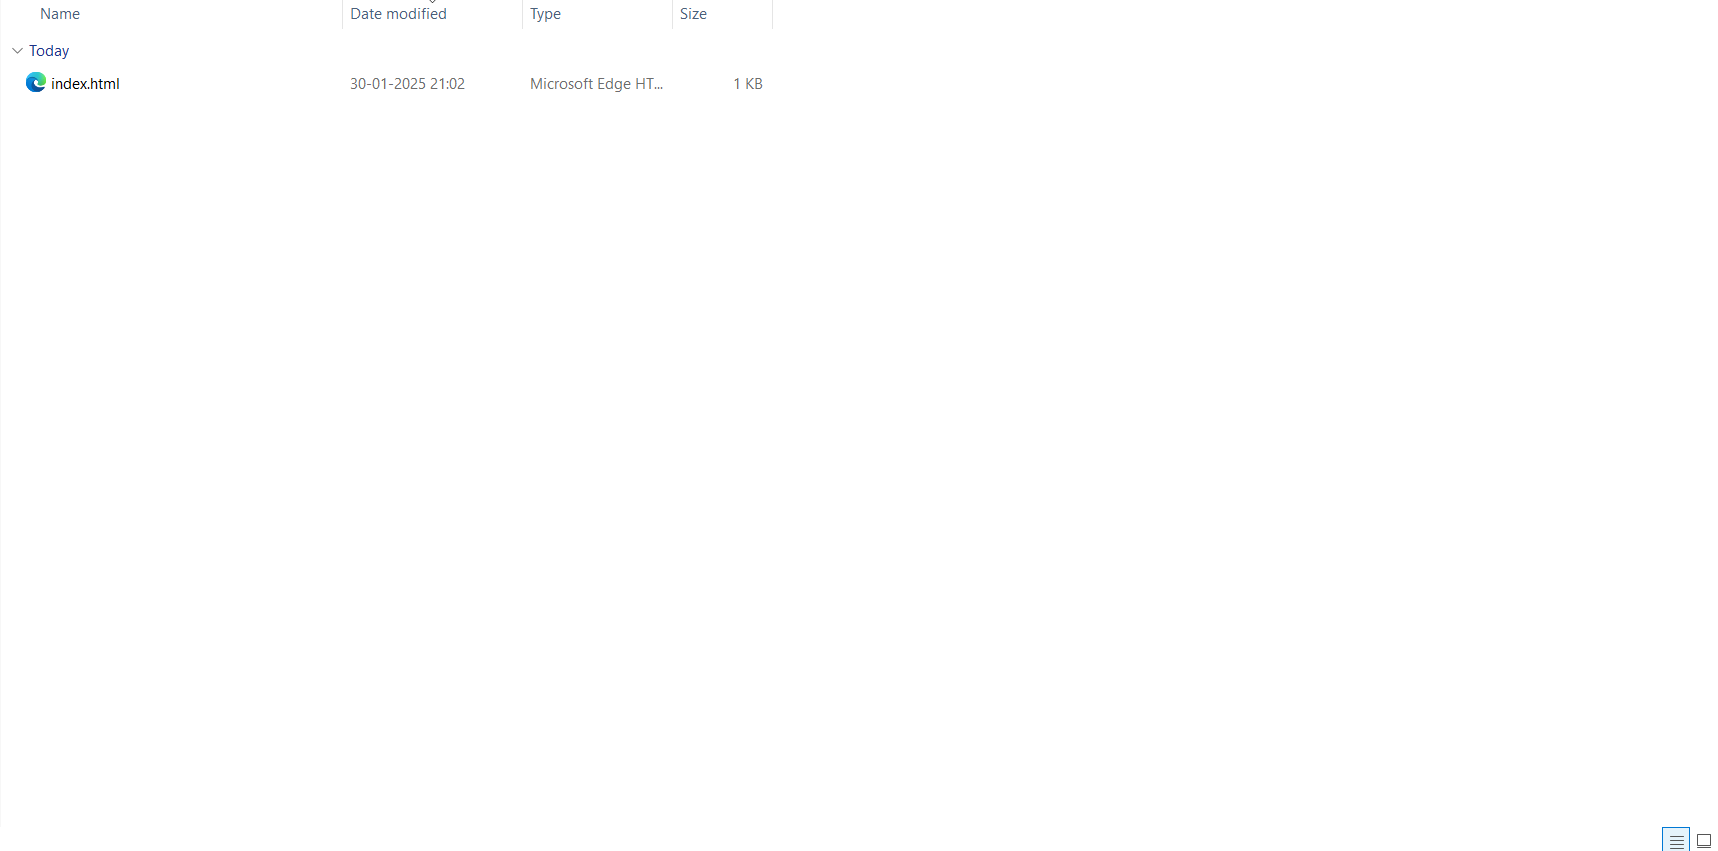 Name Date modified Type Size
Today
index.html 30-01-2025 21:02 Microsoft Edge HT... 1 KB